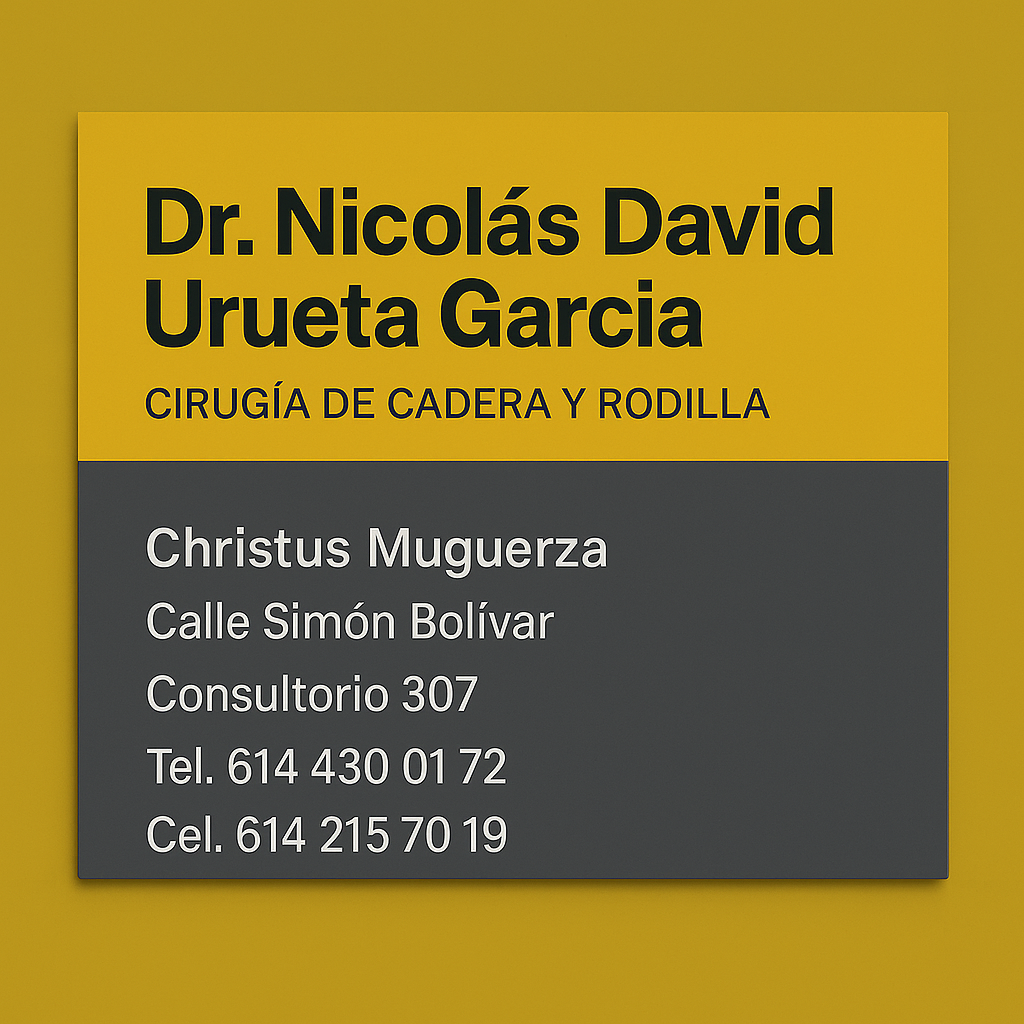 Dr. Nicolás David
Urueta Garcia
CIRUGÍA DE CADERA Y RODILLA
Christus Muguerza
Calle Simón Bolívar
Consultorio 307
Tel. 614 430 01 72
Cel. 614 215 70 19